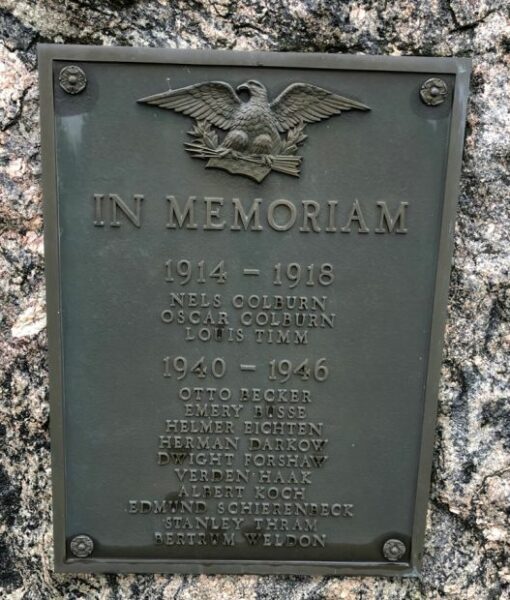 IN MEMORIAM
1914 - 1918
NELS COLBURN
OSCAR COLBURN
LOUIS TIMM
1940 - 1946
OTTO BECKER
EMERY BUSSE
HELMER EICHTEN
HERMAN DARKOW
DWIGHT FORSHAW
VERDEN HAAK
ALBERT KOCH
EDMUND SCHIERENBECK
STANLEY THRAM
BERTRUM WELDON